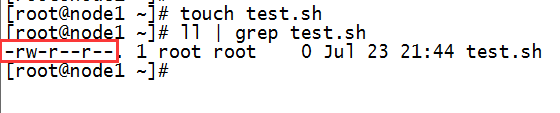 [root@node1 ~]# touch test.sh
[root@node1 ~]# ll | grep test.sh
-rw-r--r--. 1 root root    0 Jul 23 21:44 test.sh
[root@node1 ~]#